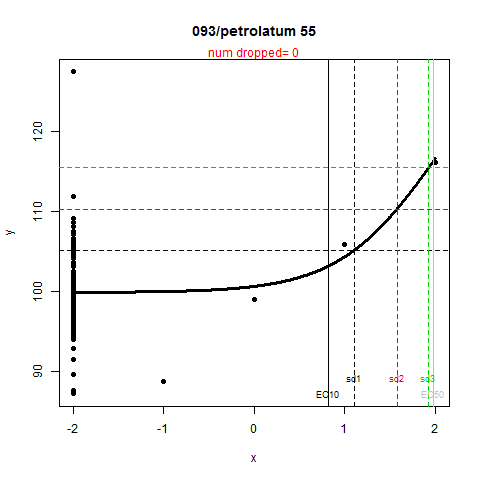 093/petrolatum 55
num dropped= 0
y
120
110
100
90
sd1
sd2
sd3
EC10
EC50
-2
-1
0
1
2
x